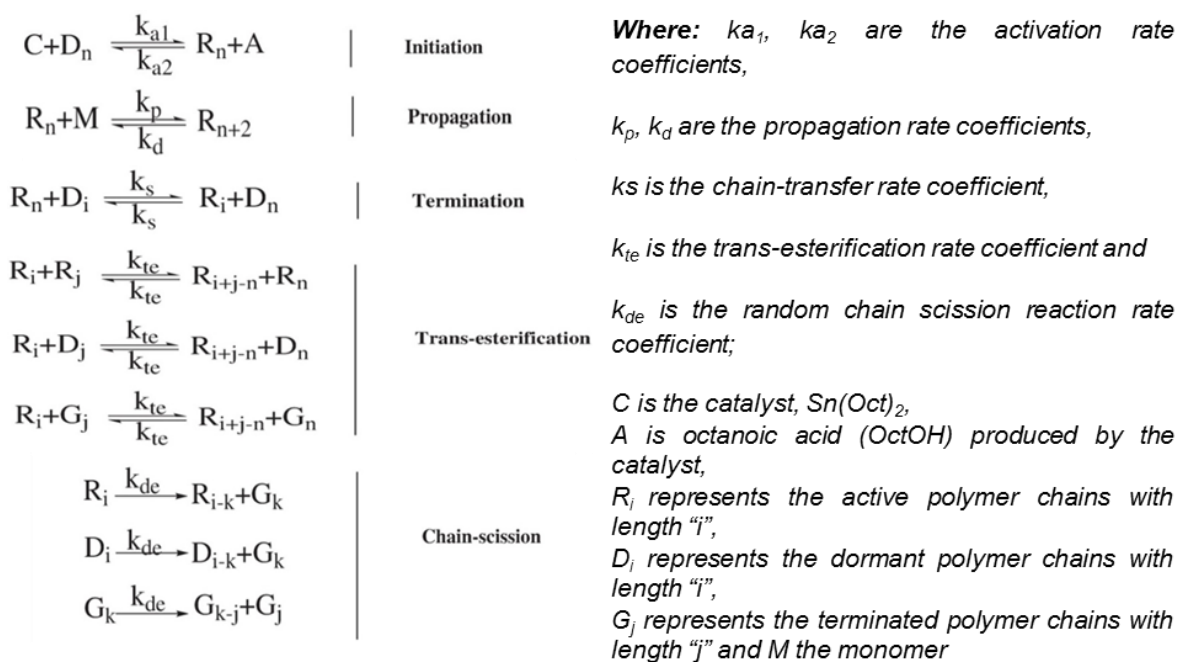 C+Dn ka1 ka2 Rn+A | Initiation
Rn+M kp kd Rn+2 | Propagation
Rn+Di ks ks Ri+Dn | Termination
Ri+Rj kte kte Ri+j-n+Rn
Ri+Dj kte kte Ri+j-n+Dn | Trans-esterification
Ri+Gj kte kte Ri+j-n+Gn
Ri kde Ri-k+Gk
Di kde Di-k+Gk | Chain-scission
Gk kde Gk-j+Gj
Where: ka1, ka2 are the activation rate
coefficients,
kp, kd are the propagation rate coefficients,
ks is the chain-transfer rate coefficient,
kte is the trans-esterification rate coefficient and
kde is the random chain scission reaction rate
coefficient;
C is the catalyst, Sn(Oct)2,
A is octanoic acid (OctOH) produced by the
catalyst,
Ri represents the active polymer chains with
length “i”,
Di represents the dormant polymer chains with
length “i”,
Gj represents the terminated polymer chains with
length “j” and M the monomer